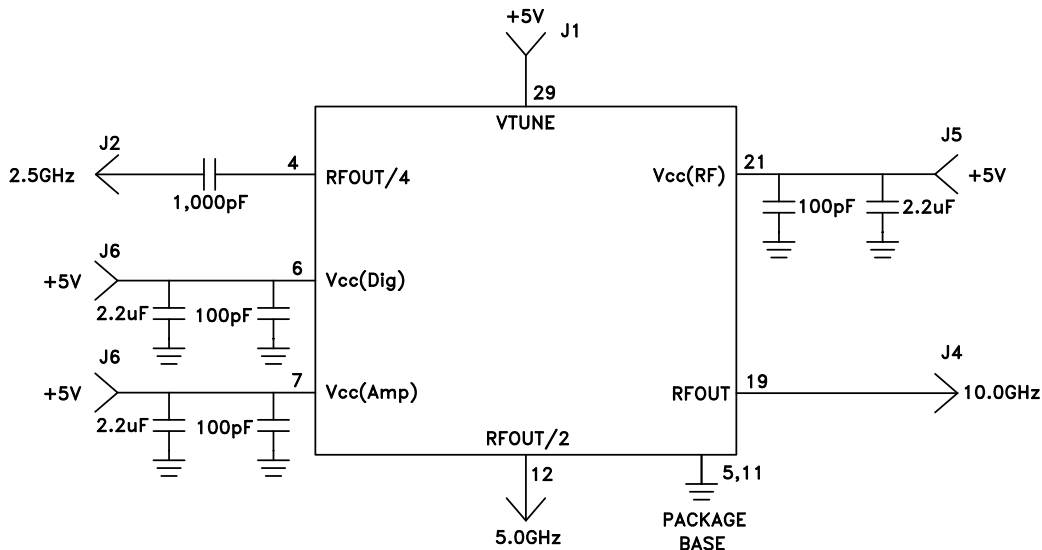 +5V
J1
29
VTUNE
J2
2.5GHz
4
RFOUT/4
1,000pF
Vcc(RF)
21
J5
+5V
100pF
2.2uF
J6
+5V
6
Vcc(Dig)
2.2uF
100pF
J6
+5V
7
Vcc(Amp)
2.2uF
100pF
RFOUT
19
J4
10.0GHz
RFOUT/2
12
5.0GHz
5,11
PACKAGE
BASE